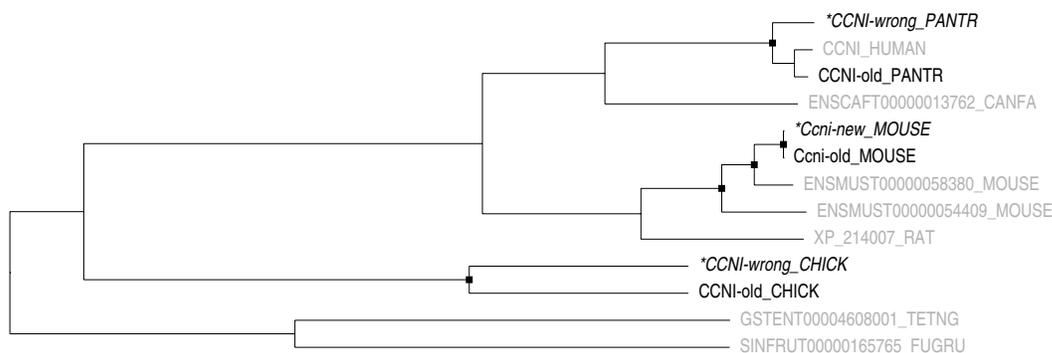 *CCNI-wrong_PANTR
CCNI_HUMAN
CCNI-old_PANTR
ENSCAFT00000013762_CANFA
*Ccni-new_MOUSE
Ccni-old_MOUSE
ENSMUST00000058380_MOUSE
ENSMUST00000054409_MOUSE
XP_214007_RAT
*CCNI-wrong_CHICK
CCNI-old_CHICK
GSTENT00004608001_TETNG
SINFRUT00000165765_FUGRU